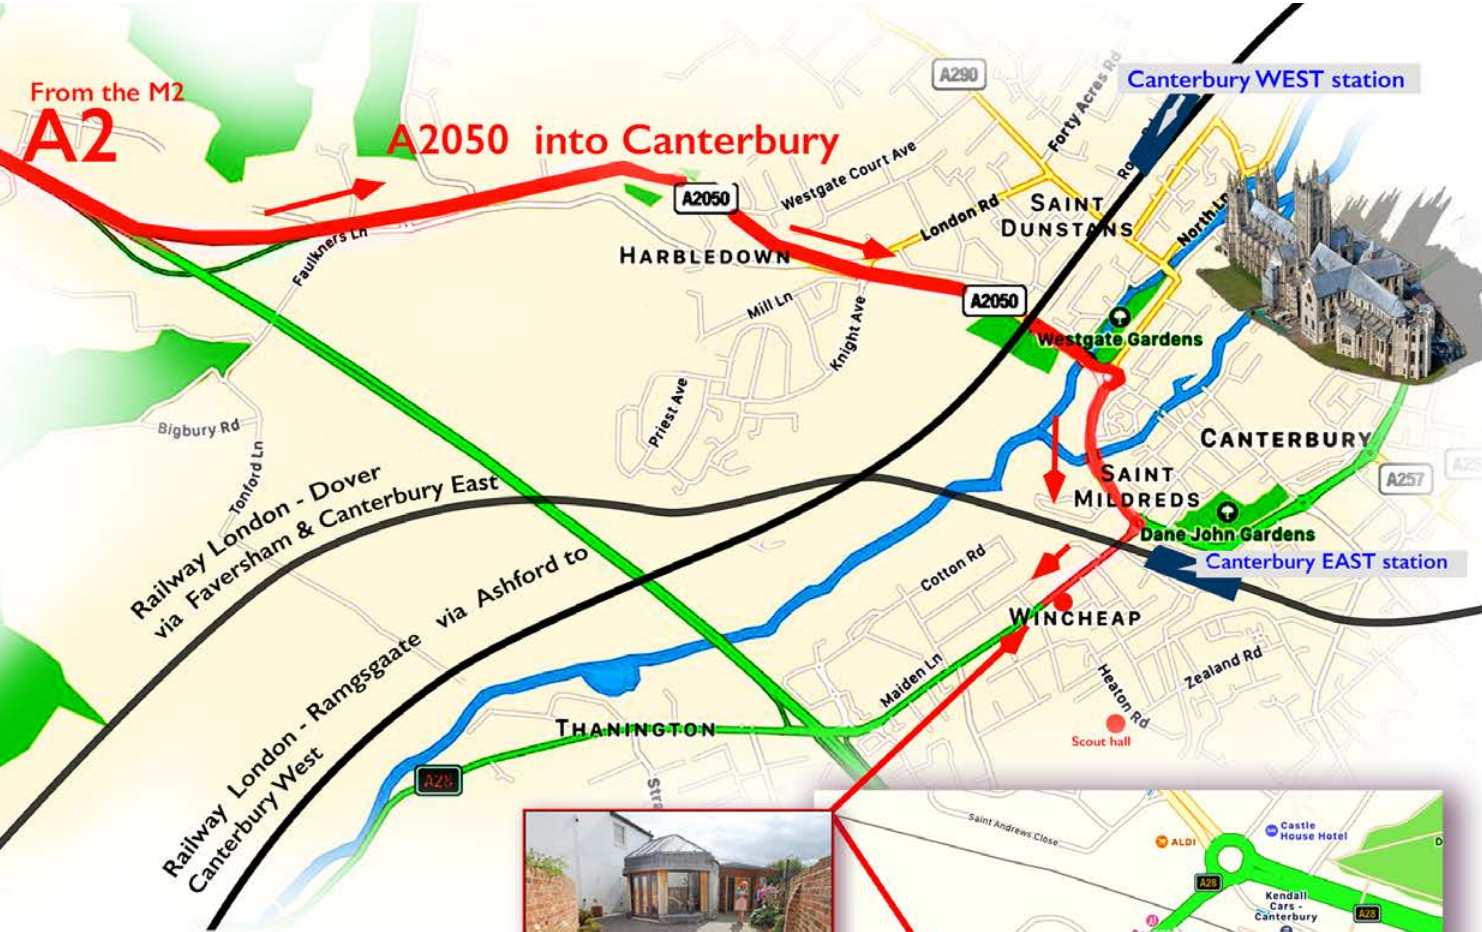 From the M2
A2
A2050 into Canterbury
A290
Forty Acres Rd
Canterbury WEST station
A2050
Westgate Court Ave
London Rd
SAINT
DUNSTANS
North Ln
Faulkners Ln
HARBLEDOWN
Mill Ln
Knight Ave
A2050
Westgate Gardens
Priest Ave
Bigbury Rd
Tonford Ln
CANTERBURY
A257
SAINT
MILDREDS
Dane John Gardens
Canterbury EAST station
Railway London - Dover
via Faversham & Canterbury East
Railway London - Ramgsgaate via Ashford to
Canterbury West
Cotton Rd
WINCHEAP
Maiden Ln
Heaton Rd
Zealand Rd
Scout hall
THANINGTON
A28
Saint Andrews Close
ALDI
Castle
House Hotel
A28
Kendall
Cars -
Canterbury
A28